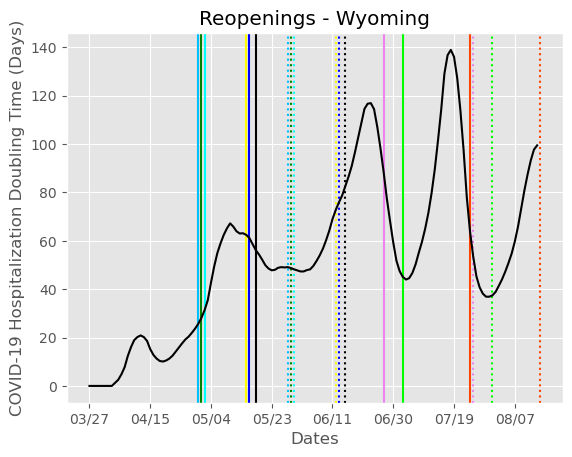 Reopenings - Wyoming
COVID-19 Hospitalization Doubling Time (Days)
140
120
100
80
60
40
20
0
03/27 04/15 05/04 05/23 06/11 06/30 07/19 08/07
Dates